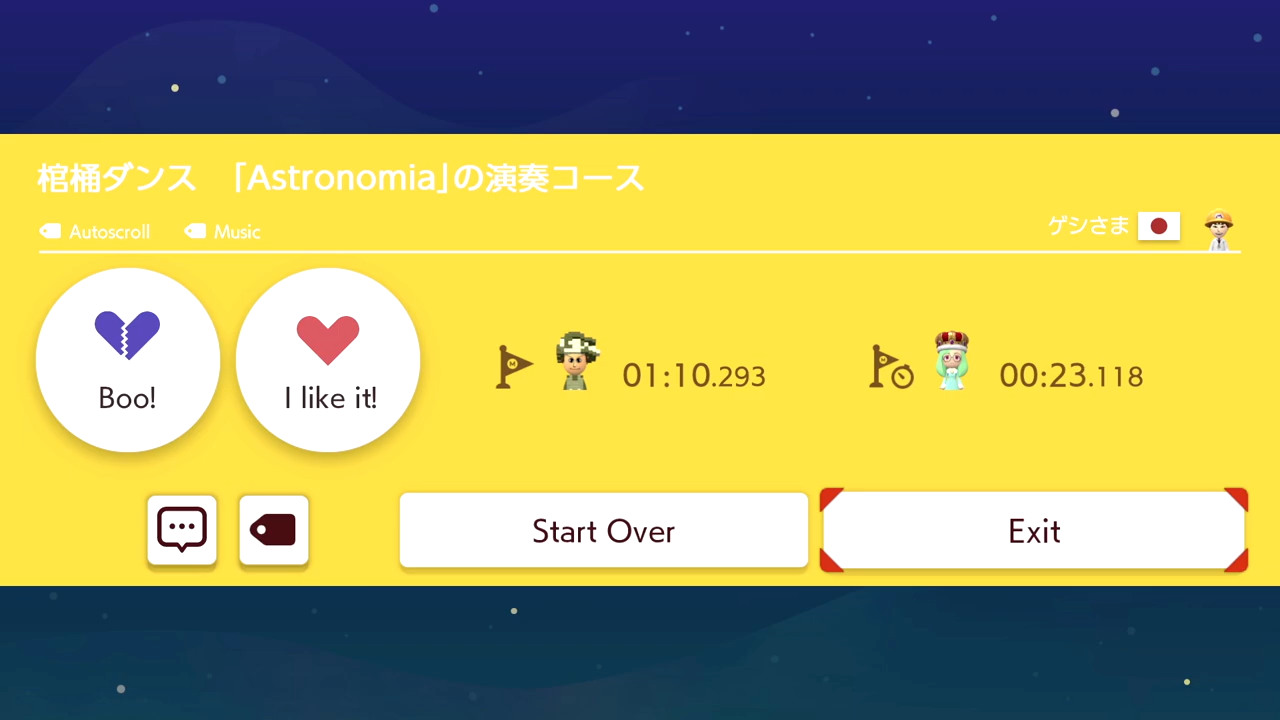 棺桶ダンス 「Astronomia」の演奏コース
Autoscroll Music
ゲシさま
Boo!
I like it!
01:10.293
00:23.118
Start Over
Exit